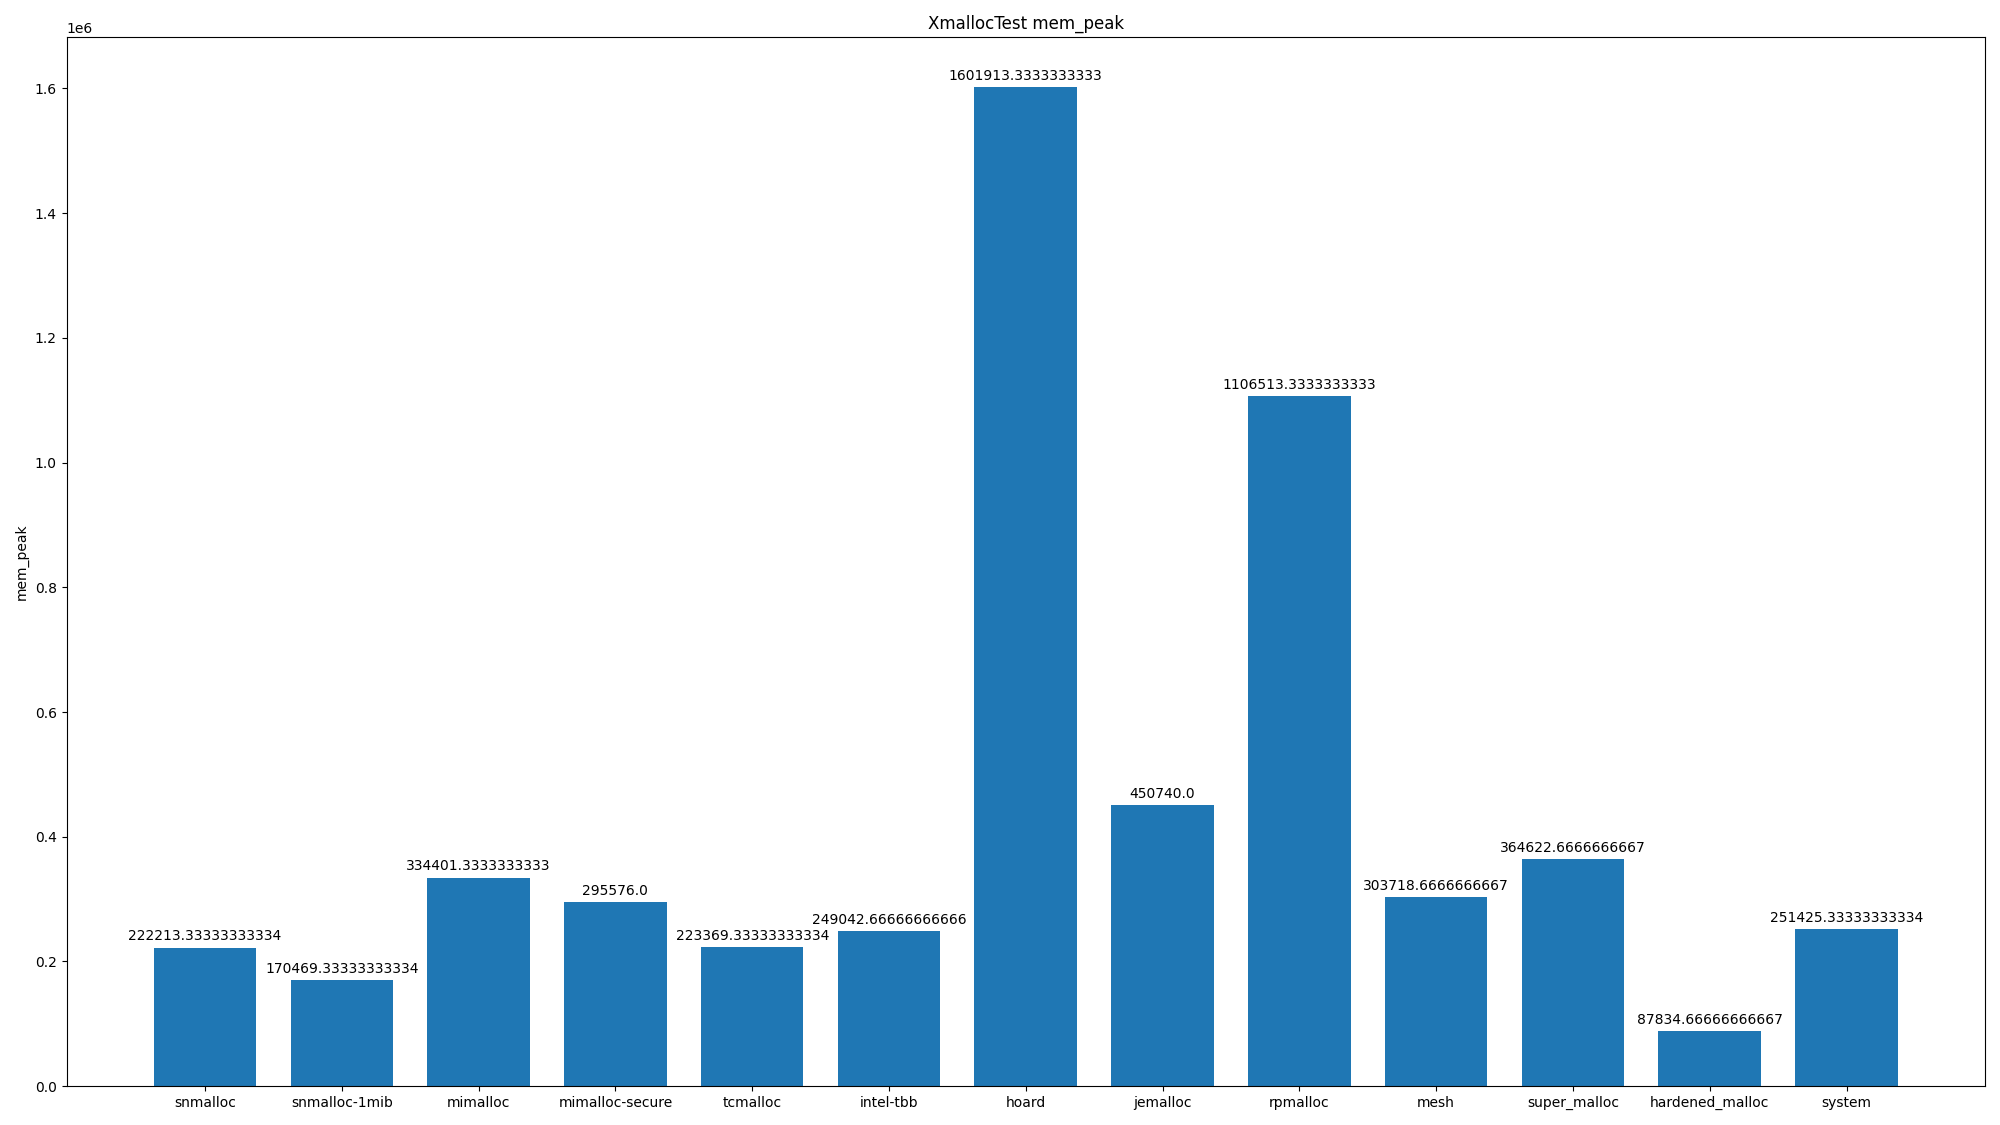 XmallocTest mem_peak
1e6
1.6
1.4
1.2
1.0
0.8
0.6
0.4
0.2
0.0
mem_peak
222213.33333333334
170469.33333333334
334401.3333333333
295576.0
223369.33333333334
249042.66666666666
1601913.3333333333
450740.0
1106513.3333333333
303718.6666666667
364622.6666666667
87834.66666666667
251425.33333333334
snmalloc
snmalloc-1mib
mimalloc
mimalloc-secure
tcmalloc
intel-tbb
hoard
jemalloc
rpmalloc
mesh
super_malloc
hardened_malloc
system